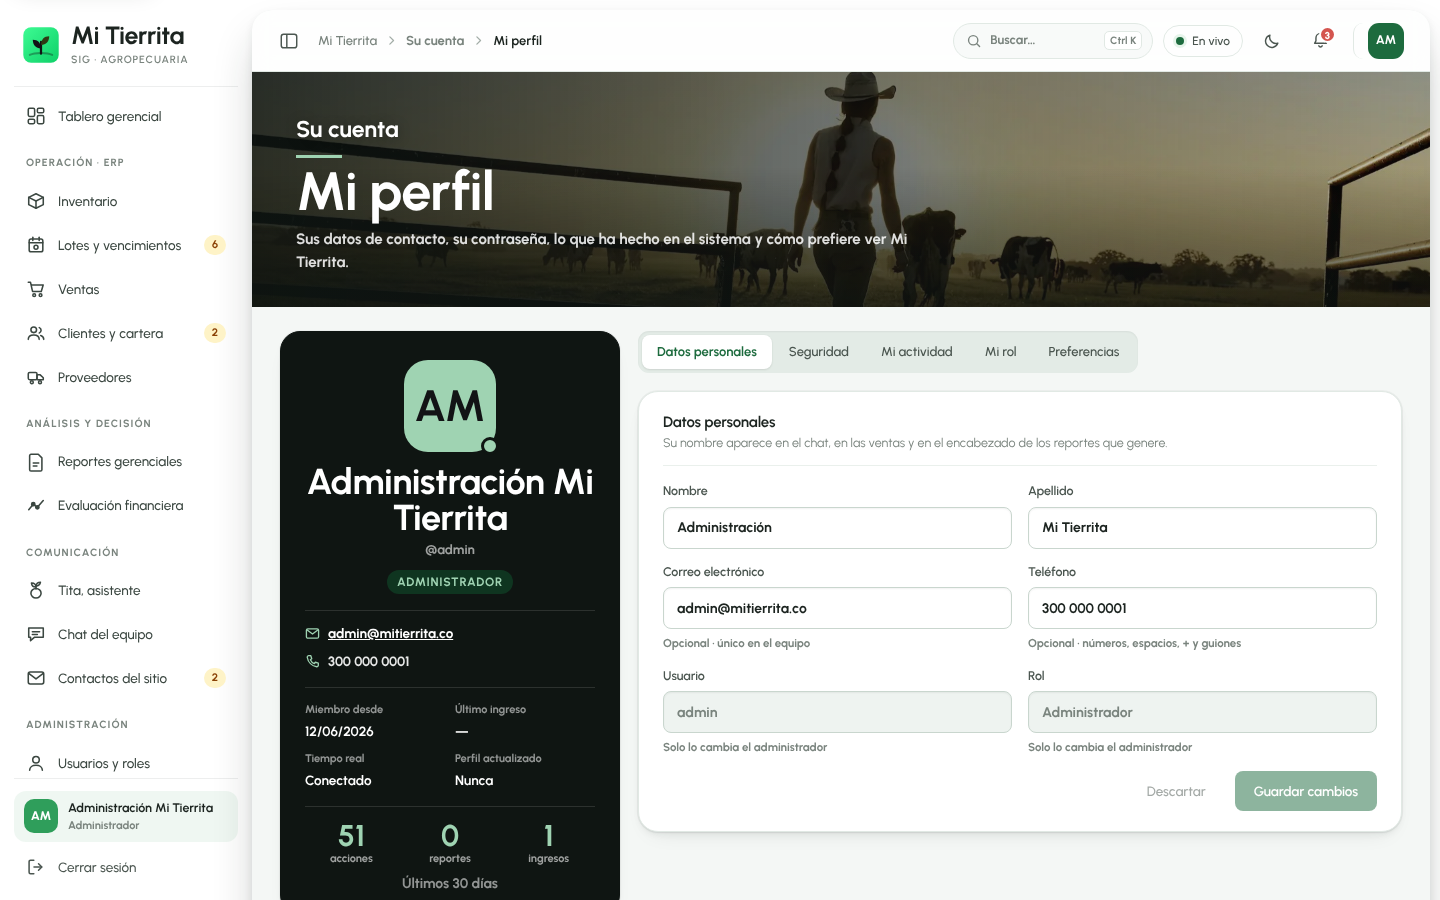 Mi Tierrita
SIG · AGROPECUARIA
Tablero gerencial
OPERACIÓN · ERP
Inventario
Lotes y vencimientos 6
Ventas
Clientes y cartera 2
Proveedores
ANÁLISIS Y DECISIÓN
Reportes gerenciales
Evaluación financiera
COMUNICACIÓN
Tita, asistente
Chat del equipo
Contactos del sitio 2
ADMINISTRACIÓN
Usuarios y roles
AM
Administración Mi Tierrita
Administrador
Cerrar sesión
Mi Tierrita > Su cuenta > Mi perfil
Buscar... Ctrl K
En vivo
3
AM
Su cuenta
Mi perfil
Sus datos de contacto, su contraseña, lo que ha hecho en el sistema y cómo prefiere ver Mi
Tierrita.
AM
Administración Mi
Tierrita
@admin
ADMINISTRADOR
admin@mitierrita.co
300 000 0001
Miembro desde Último ingreso
12/06/2026 —
Tiempo real Perfil actualizado
Conectado Nunca
51 0 1
acciones reportes ingresos
Últimos 30 días
Datos personales Seguridad Mi actividad Mi rol Preferencias
Datos personales
Su nombre aparece en el chat, en las ventas y en el encabezado de los reportes que genere.
Nombre Apellido
Administración Mi Tierrita
Correo electrónico Teléfono
admin@mitierrita.co 300 000 0001
Opcional · único en el equipo Opcional · números, espacios, + y guiones
Usuario Rol
admin Administrador
Solo lo cambia el administrador Solo lo cambia el administrador
Descartar Guardar cambios